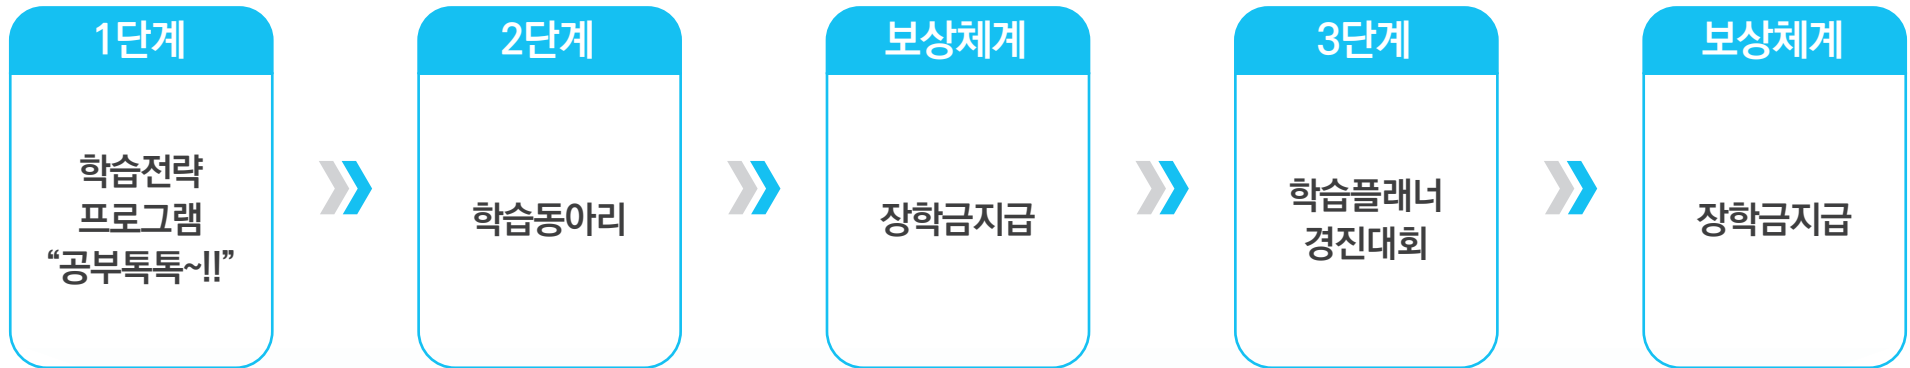 1단계
학습전략
프로그램
“공부톡톡~!!”
2단계
학습동아리
보상체계
장학금지급
3단계
학습플래너
경진대회
보상체계
장학금지급